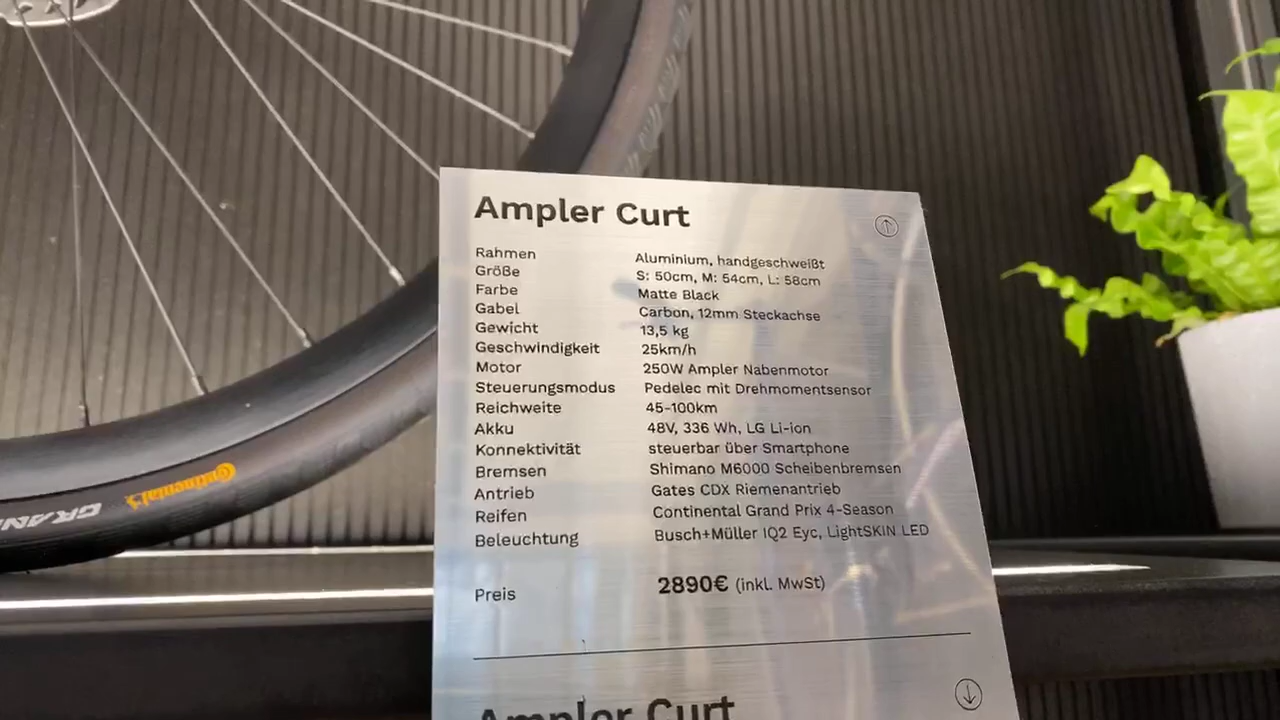 Ampler Curt
Rahmen Aluminium, handgeschweißt
Größe S: 50cm, M: 54cm, L: 58cm
Farbe Matte Black
Gabel Carbon, 12mm Steckachse
Gewicht 13,5 kg
Geschwindigkeit 25km/h
Motor 250W Ampler Nabenmotor
Steuerungsmodus Pedelec mit Drehmomentsensor
Reichweite 45-100km
Akku 48V, 336 Wh, LG Li-ion
Konnektivität steuerbar über Smartphone
Bremsen Shimano M6000 Scheibenbremsen
Antrieb Gates CDX Riemenantrieb
Reifen Continental Grand Prix 4-Season
Beleuchtung Busch+Müller IQ2 Eyc, LightSKIN LED
Preis 2890€ (inkl. MwSt)
Ampler Curt
Continental